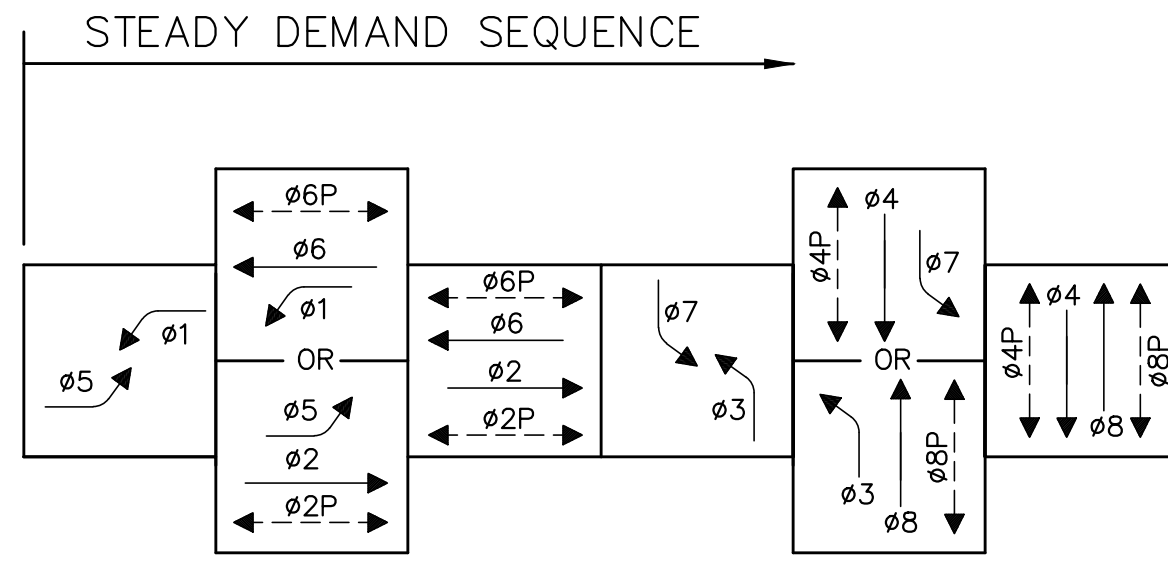 STEADY DEMAND SEQUENCE
ø1
ø5
ø6P
ø6
ø1
OR
ø5
ø2
ø2P
ø6P
ø6
ø2
ø2P
ø7
ø3
ø4P
ø4
ø7
OR
ø3
ø8
ø8P
ø4P
ø4
ø8
ø8P